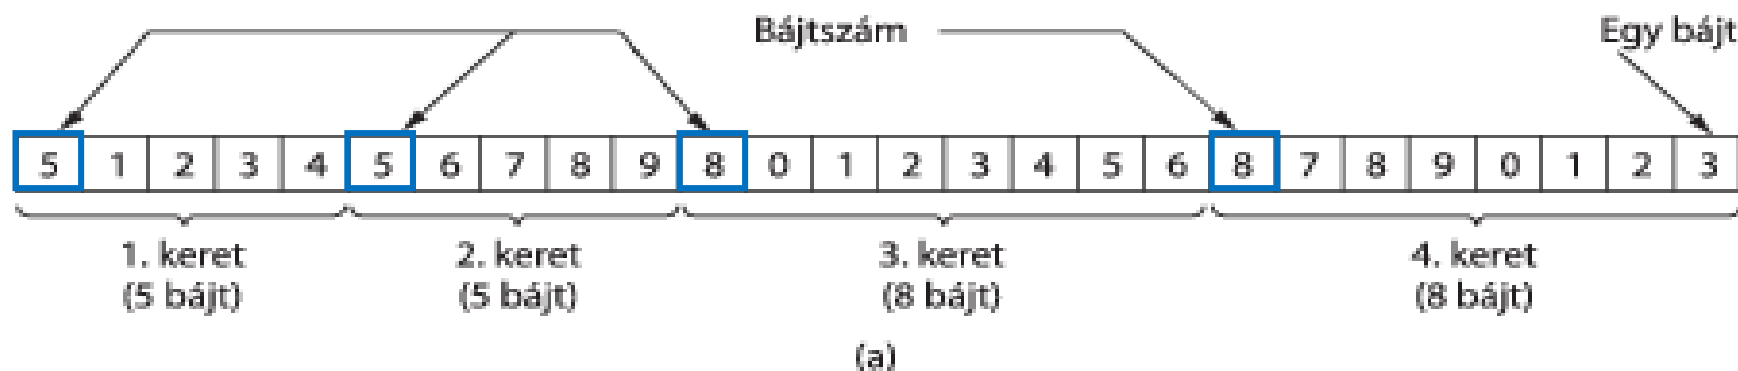 Bájtszám Egy bájt
5 1 2 3 4 5 6 7 8 9 8 0 1 2 3 4 5 6 8 7 8 9 0 1 2 3
1. keret 2. keret 3. keret 4. keret
(5 bájt) (5 bájt) (8 bájt) (8 bájt)
(a)